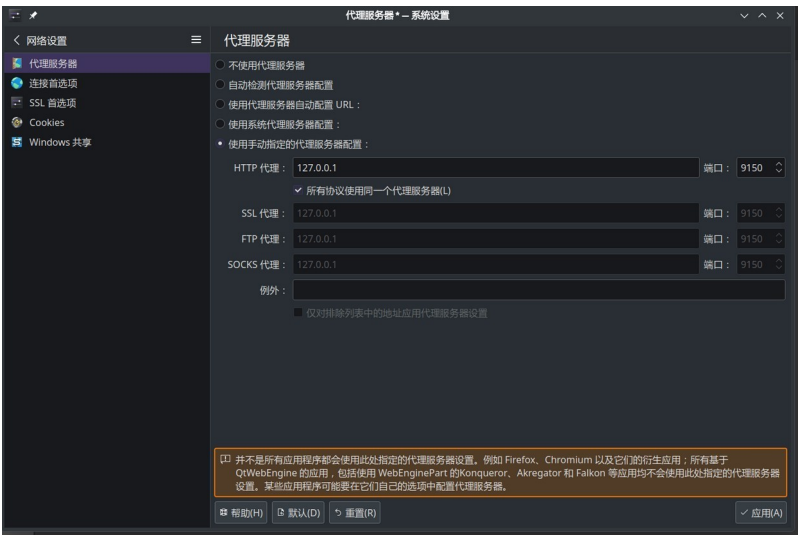 代理服务器 * — 系统设置
网络设置
代理服务器
代理服务器
连接首选项
SSL 首选项
Cookies
Windows 共享
不使用代理服务器
自动检测代理服务器配置
使用代理服务器自动配置 URL：
使用系统代理服务器配置：
使用手动指定的代理服务器配置：
HTTP 代理： 127.0.0.1 端口： 9150
所有协议使用同一个代理服务器(L)
SSL 代理： 127.0.0.1 端口： 9150
FTP 代理： 127.0.0.1 端口： 9150
SOCKS 代理： 127.0.0.1 端口： 9150
例外：
仅对排除列表中的地址应用代理服务器设置
并不是所有应用程序都会使用此处指定的代理服务器设置。例如 Firefox、Chromium 以及它们的衍生应用；所有基于
QtWebEngine 的应用，包括使用 WebEnginePart 的Konqueror、Akregator 和 Falkon 等应用均不会使用此处指定的代理服务器
设置。某些应用程序可能要在它们自己的选项中配置代理服务器。
帮助(H) 默认(D) 重置(R) 应用(A)